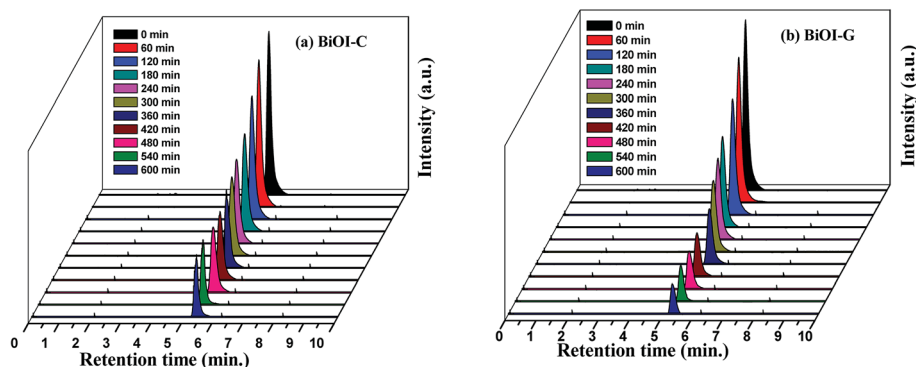 (a) BiOI-C
0 min
60 min
120 min
180 min
240 min
300 min
360 min
420 min
480 min
540 min
600 min
Intensity (a.u.)
0 1 2 3 4 5 6 7 8 9 10
Retention time (min.)
(b) BiOI-G
0 min
60 min
120 min
180 min
240 min
300 min
360 min
420 min
480 min
540 min
600 min
Intensity (a.u.)
0 1 2 3 4 5 6 7 8 9 10
Retention time (min.)